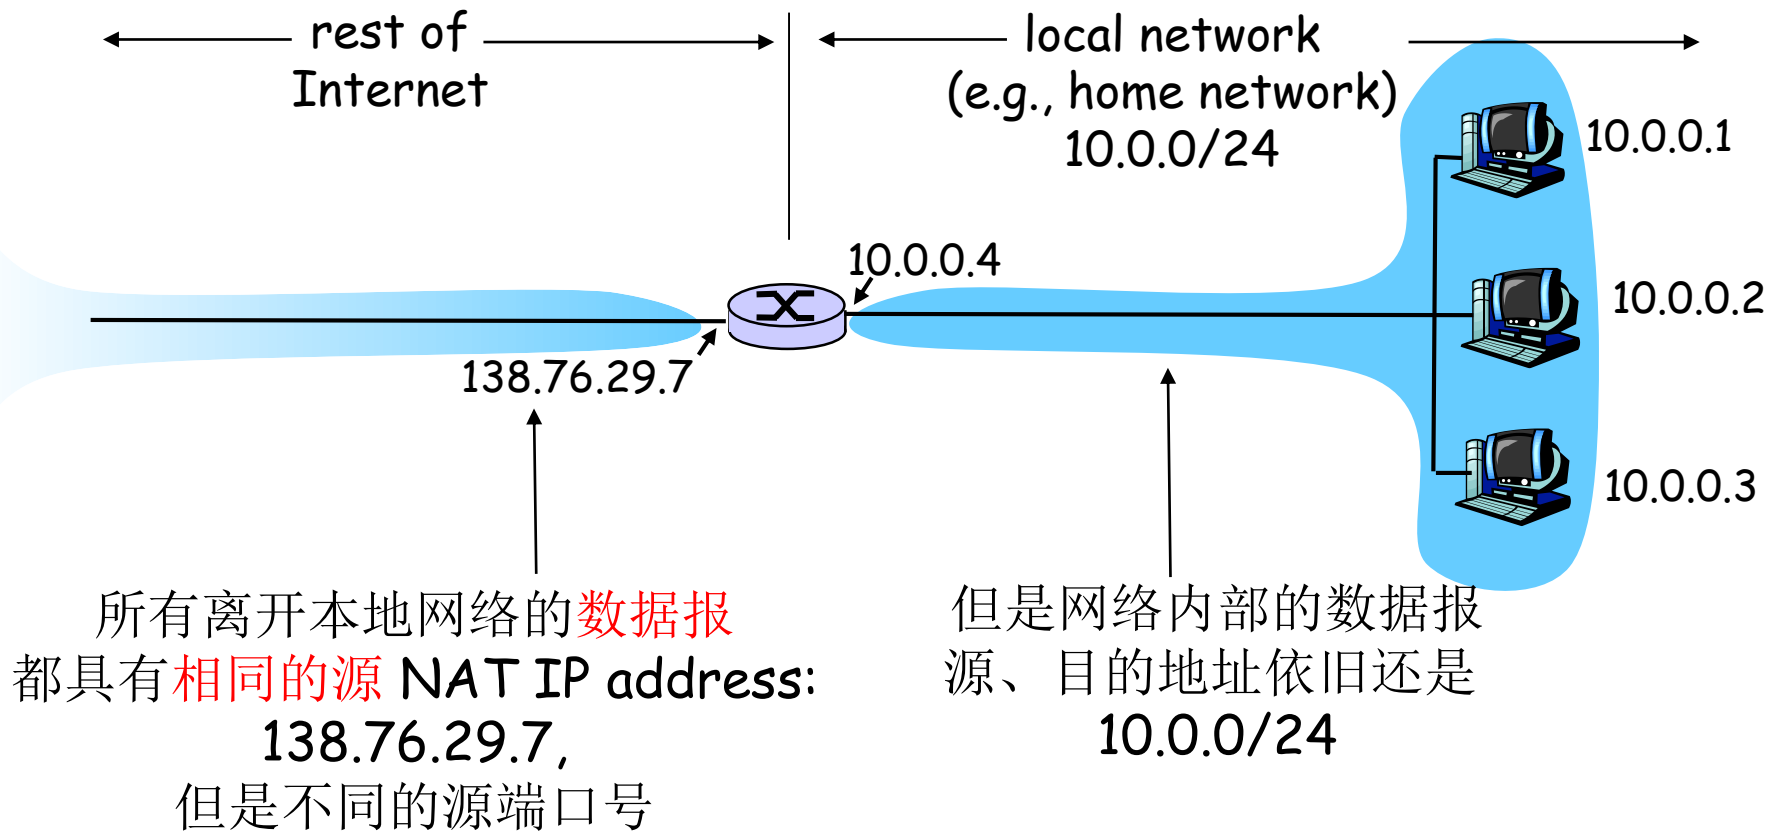 rest of
Internet
local network
(e.g., home network)
10.0.0/24
10.0.0.1
10.0.0.4
10.0.0.2
138.76.29.7
10.0.0.3
所有离开本地网络的数据报
都具有相同的源 NAT IP address:
138.76.29.7,
但是不同的源端口号
但是网络内部的数据报
源、目的地址依旧还是
10.0.0/24